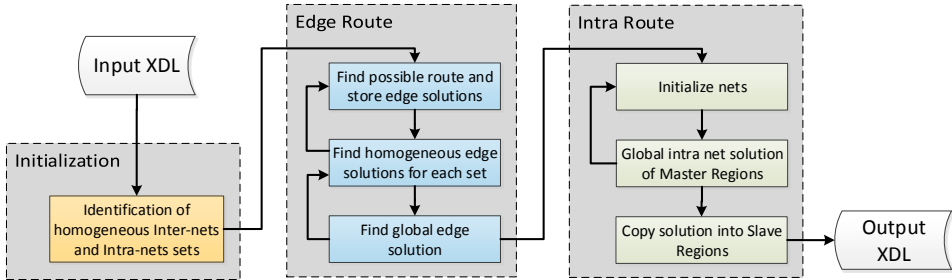 Input XDL
Initialization
Identification of
homogeneous Inter-nets
and Intra-nets sets
Edge Route
Find possible route and
store edge solutions
Find homogeneous edge
solutions for each set
Find global edge
solution
Intra Route
Initialize nets
Global intra net solution
of Master Regions
Copy solution into Slave
Regions
Output
XDL